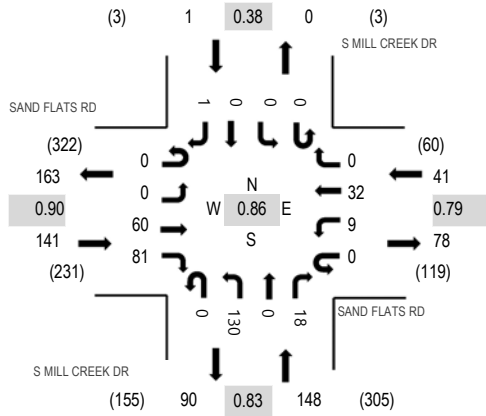 (3) 1 0.38 0 (3)
S MILL CREEK DR
SAND FLATS RD
1 0 0 0
(322) (60)
0 0
163 41
0 N 32
0.90 W 0.86 E 0.79
60 S 9
141 78
81 0
(231) (119)
0 130 0 18
SAND FLATS RD
S MILL CREEK DR
(155) 90 0.83 148 (305)